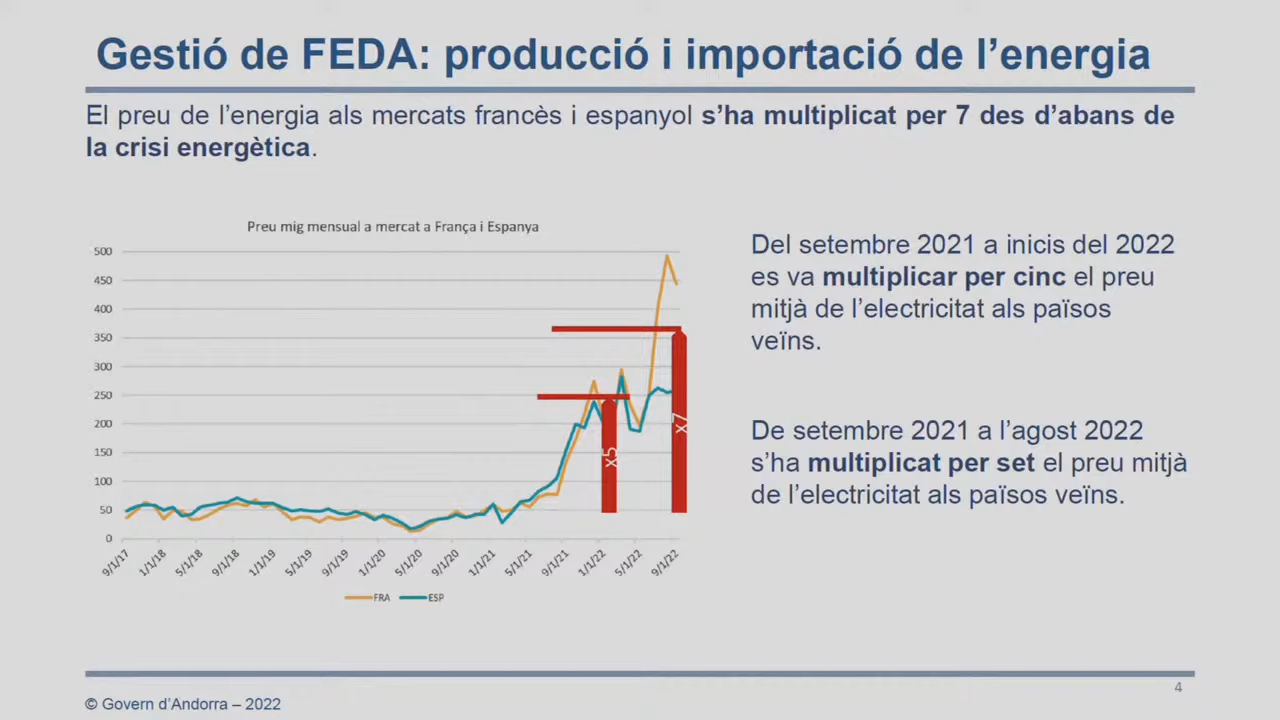 Gestió de FEDA: producció i importació de l’energia
El preu de l’energia als mercats francès i espanyol s’ha multiplicat per 7 des d’abans de
la crisi energètica.
Preu mig mensual a mercat a França i Espanya
500
450
400
350
300
250
200
150
100
50
0
x5
x7
9/1/17
1/1/18
5/1/18
9/1/18
1/1/19
5/1/19
9/1/19
1/1/20
5/1/20
9/1/20
1/1/21
5/1/21
9/1/21
1/1/22
5/1/22
9/1/22
FRA
ESP
Del setembre 2021 a inicis del 2022
es va multiplicar per cinc el preu
mitjà de l’electricitat als països
veïns.
De setembre 2021 a l’agost 2022
s’ha multiplicat per set el preu mitjà
de l’electricitat als països veïns.
4
© Govern d’Andorra – 2022